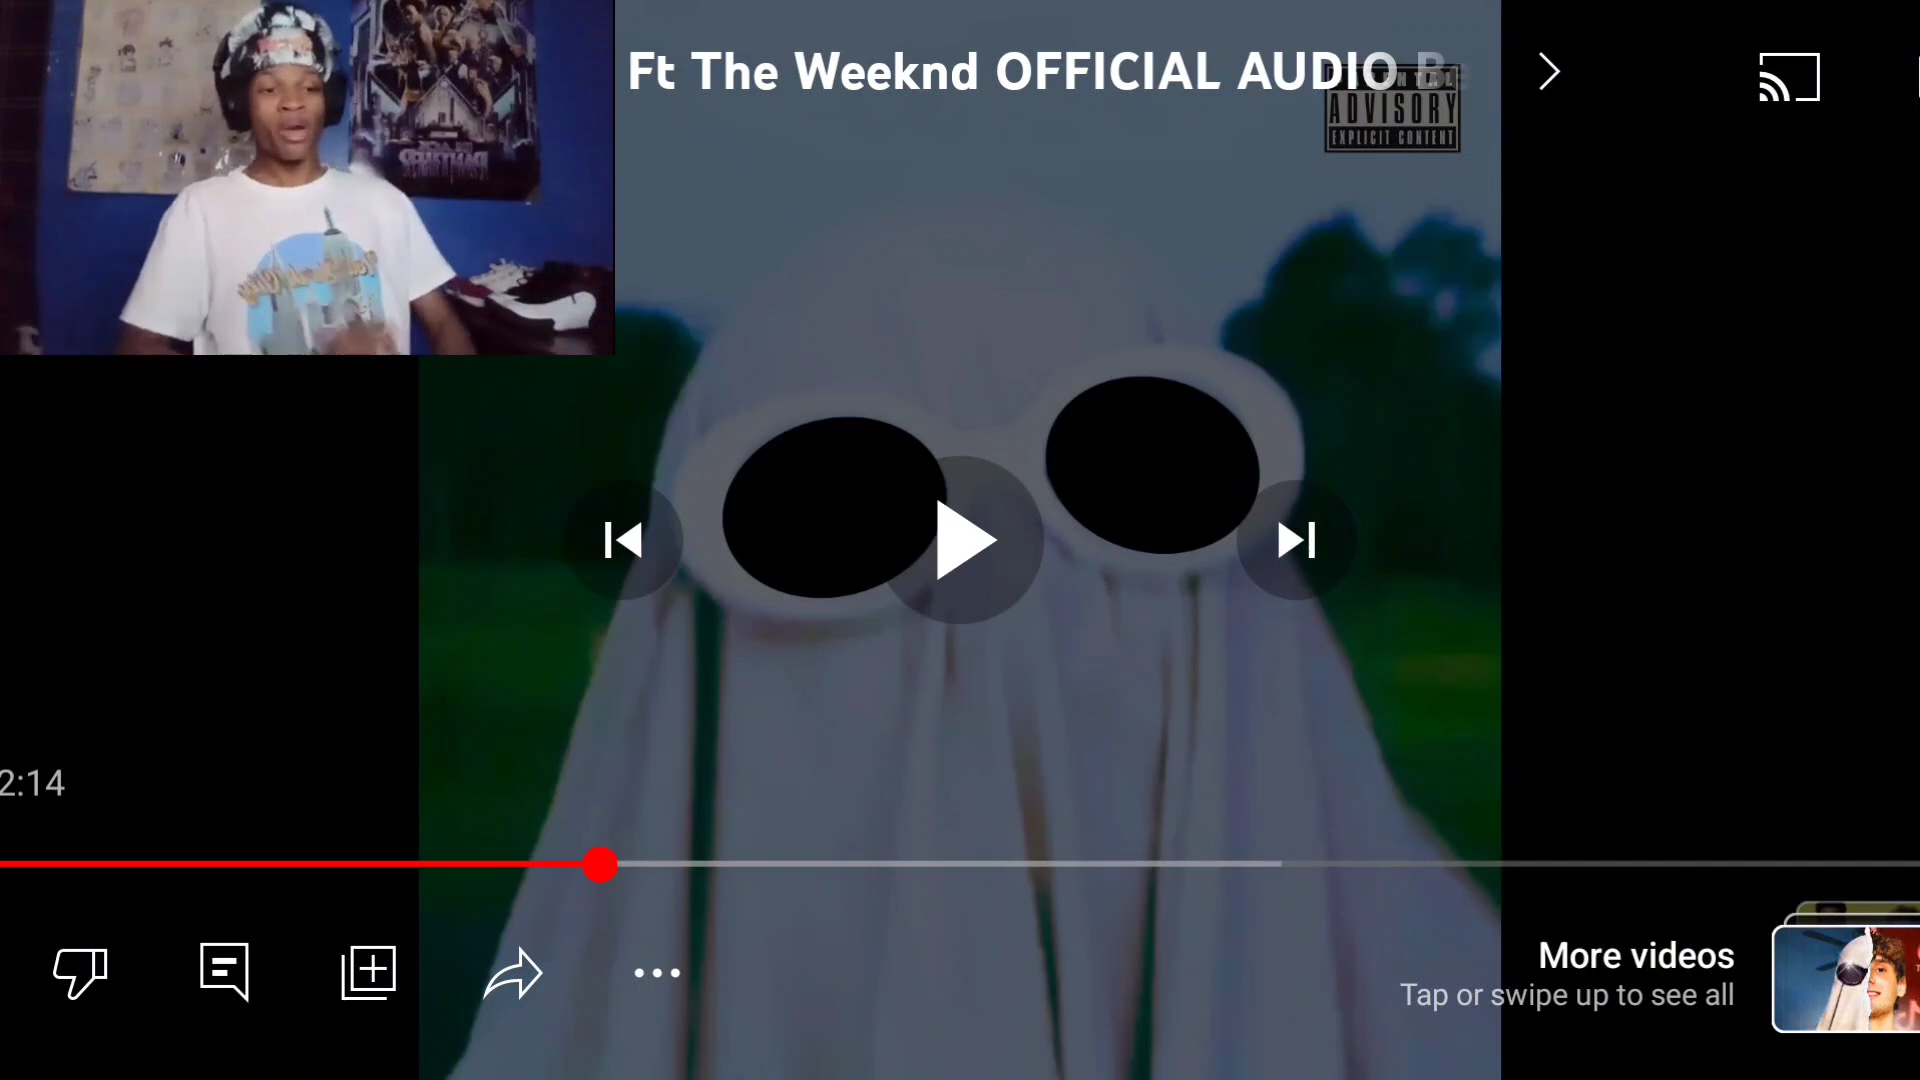 Ft The Weeknd OFFICIAL AUDIO
ADVISORY
EXPLICIT CONTENT
2:14
More videos
Tap or swipe up to see all